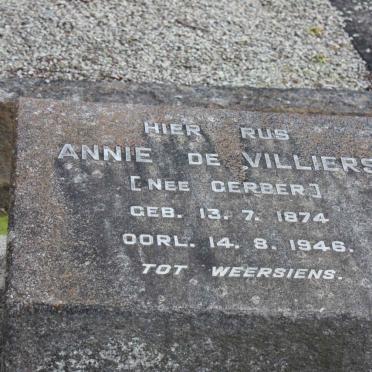 HIER RUS
ANNIE DE VILLIERS
[NEE GERBER]
GEB. 13. 7. 1874
OORL. 14. 8. 1946.
TOT WEERSIENS.